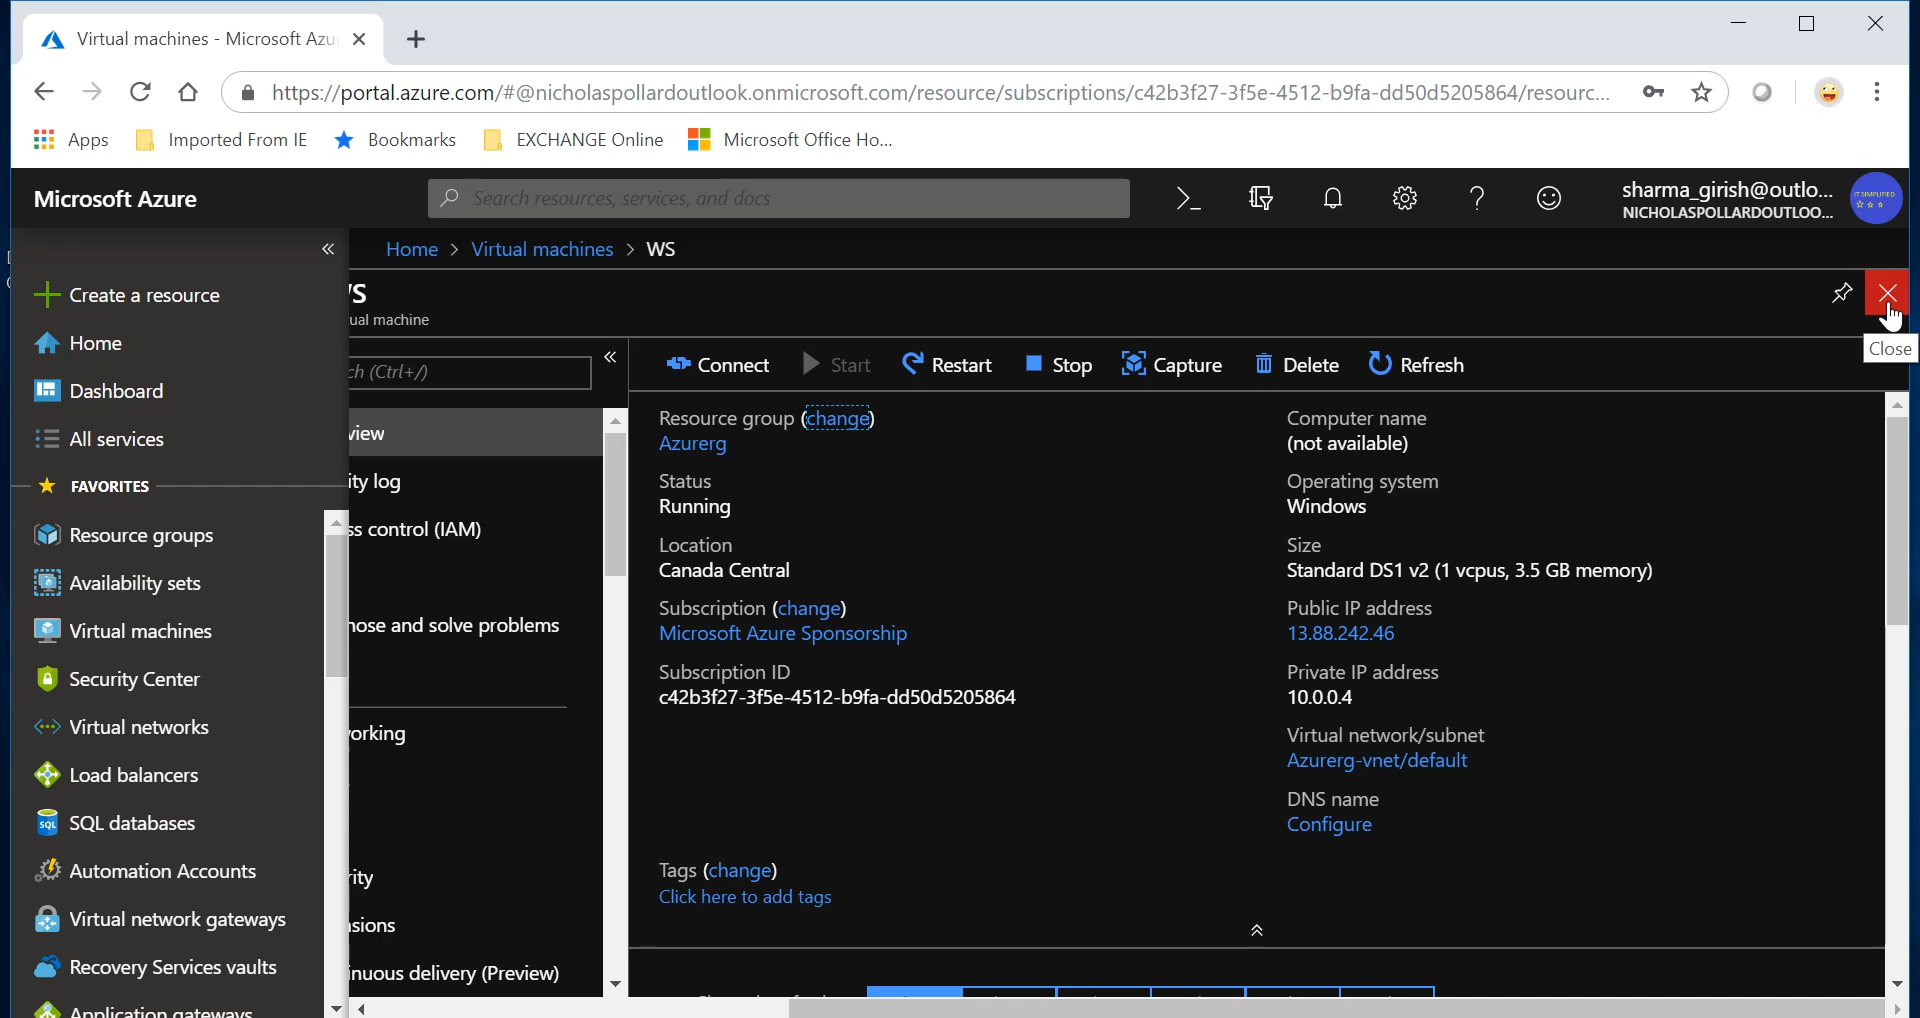 Virtual machines - Microsoft Azu
https://portal.azure.com/#@nicholaspollardoutlook.onmicrosoft.com/resource/subscriptions/c42b3f27-3f5e-4512-b9fa-dd50d5205864/resourc...
Apps
Imported From IE
Bookmarks
EXCHANGE Online
Microsoft Office Ho...
Microsoft Azure
Search resources, services, and docs
sharma_girish@outlo...
NICHOLASPOLLARDOUTLOO...
IT SIMPLIFIED
Home > Virtual machines > WS
Create a resource
Home
Dashboard
All services
FAVORITES
Resource groups
Availability sets
Virtual machines
Security Center
Virtual networks
Load balancers
SQL
SQL databases
Automation Accounts
Virtual network gateways
Recovery Services vaults
Application gateways
'S
ual machine
Close
ch (Ctrl+/)
view
ity log
ss control (IAM)
nose and solve problems
orking
rity
nsions
inuous delivery (Preview)
Connect
Start
Restart
Stop
Capture
Delete
Refresh
Resource group (change)
Azurerg
Status
Running
Location
Canada Central
Subscription (change)
Microsoft Azure Sponsorship
Subscription ID
c42b3f27-3f5e-4512-b9fa-dd50d5205864
Tags (change)
Click here to add tags
Computer name
(not available)
Operating system
Windows
Size
Standard DS1 v2 (1 vcpus, 3.5 GB memory)
Public IP address
13.88.242.46
Private IP address
10.0.0.4
Virtual network/subnet
Azurerg-vnet/default
DNS name
Configure